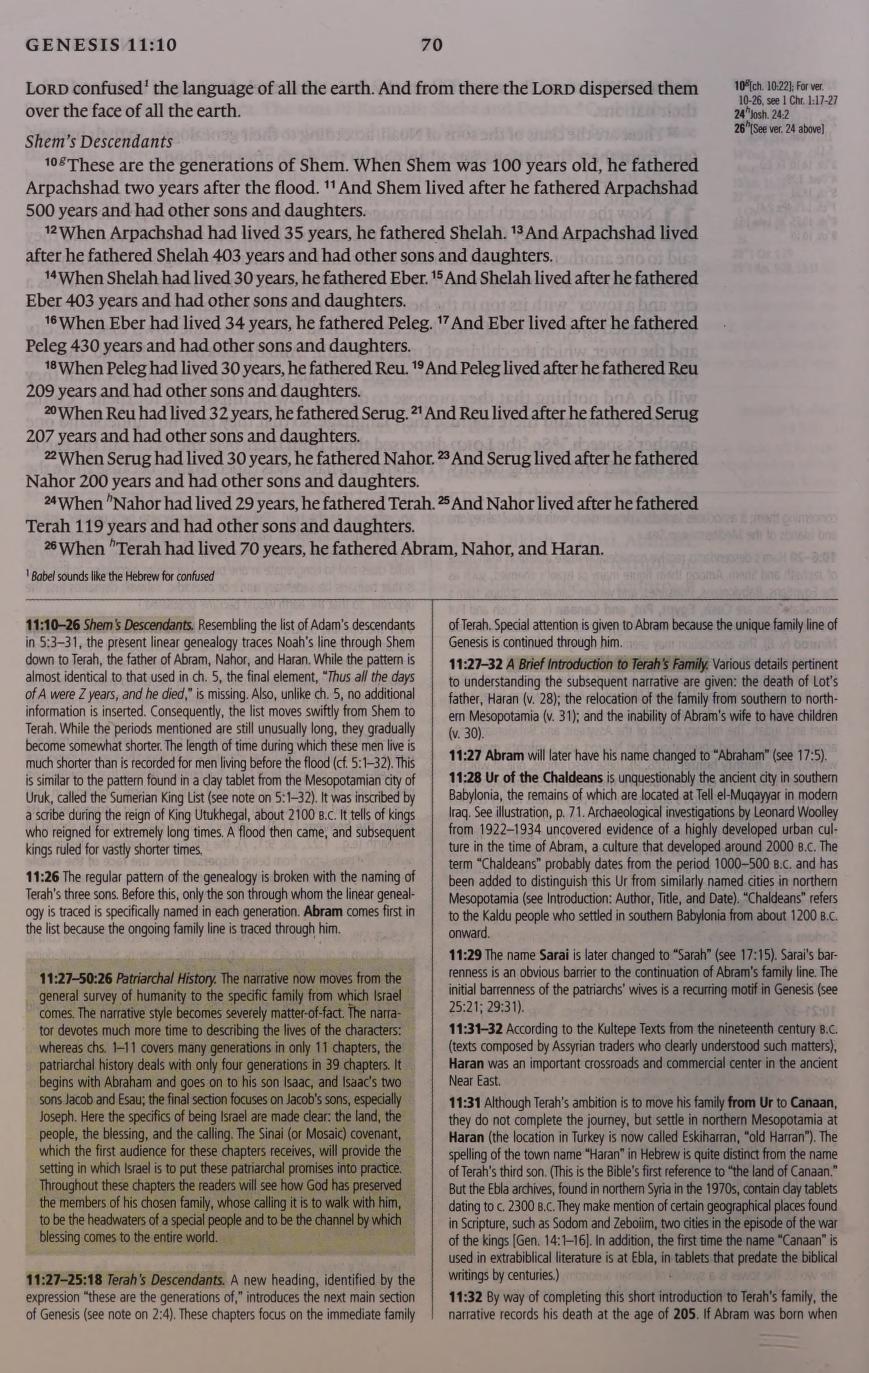 GENESIS 11:10
70
LORD confused¹ the language of all the earth. And from there the LORD dispersed them
over the face of all the earth.
Shem's Descendants
10 gThese are the generations of Shem. When Shem was 100 years old, he fathered
Arpachshad two years after the flood. 11 And Shem lived after he fathered Arpachshad
500 years and had other sons and daughters.
12 When Arpachshad had lived 35 years, he fathered Shelah. 13 And Arpachshad lived
after he fathered Shelah 403 years and had other sons and daughters.
14 When Shelah had lived 30 years, he fathered Eber. 15 And Shelah lived after he fathered
Eber 403 years and had other sons and daughters.
16 When Eber had lived 34 years, he fathered Peleg. 17 And Eber lived after he fathered
Peleg 430 years and had other sons and daughters.
18 When Peleg had lived 30 years, he fathered Reu. 19 And Peleg lived after he fathered Reu
209 years and had other sons and daughters.
20 When Reu had lived 32 years, he fathered Serug. 21 And Reu lived after he fathered Serug
207 years and had other sons and daughters.
22 When Serug had lived 30 years, he fathered Nahor. 23 And Serug lived after he fathered
Nahor 200 years and had other sons and daughters.
24 When hNahor had lived 29 years, he fathered Terah. 25 And Nahor lived after he fathered
Terah 119 years and had other sons and daughters.
26 When hTerah had lived 70 years, he fathered Abram, Nahor, and Haran.
¹ Babel sounds like the Hebrew for confused
10 g[ch. 10:22]; For ver.
10-26, see 1 Chr. 1:17-27
24 hJosh. 24:2
26 h[See ver. 24 above]
11:10–26 Shem's Descendants. Resembling the list of Adam's descendants
in 5:3–31, the present linear genealogy traces Noah's line through Shem
down to Terah, the father of Abram, Nahor, and Haran. While the pattern is
almost identical to that used in ch. 5, the final element, "Thus all the days
of A were Z years, and he died," is missing. Also, unlike ch. 5, no additional
information is inserted. Consequently, the list moves swiftly from Shem to
Terah. While the periods mentioned are still unusually long, they gradually
become somewhat shorter. The length of time during which these men live is
much shorter than is recorded for men living before the flood (cf. 5:1–32). This
is similar to the pattern found in a clay tablet from the Mesopotamian city of
Uruk, called the Sumerian King List (see note on 5:1–32). It was inscribed by
a scribe during the reign of King Utukhegal, about 2100 B.C. It tells of kings
who reigned for extremely long times. A flood then came, and subsequent
kings ruled for vastly shorter times.
11:26 The regular pattern of the genealogy is broken with the naming of
Terah's three sons. Before this, only the son through whom the linear geneal-
ogy is traced is specifically named in each generation. Abram comes first in
the list because the ongoing family line is traced through him.
11:27–50:26 Patriarchal History. The narrative now moves from the
general survey of humanity to the specific family from which Israel
comes. The narrative style becomes severely matter-of-fact. The narra-
tor devotes much more time to describing the lives of the characters:
whereas chs. 1–11 covers many generations in only 11 chapters, the
patriarchal history deals with only four generations in 39 chapters. It
begins with Abraham and goes on to his son Isaac, and Isaac's two
sons Jacob and Esau; the final section focuses on Jacob's sons, especially
Joseph. Here the specifics of being Israel are made clear: the land, the
people, the blessing, and the calling. The Sinai (or Mosaic) covenant,
which the first audience for these chapters receives, will provide the
setting in which Israel is to put these patriarchal promises into practice.
Throughout these chapters the readers will see how God has preserved
the members of his chosen family, whose calling it is to walk with him,
to be the headwaters of a special people and to be the channel by which
blessing comes to the entire world.
11:27–25:18 Terah's Descendants. A new heading, identified by the
expression "these are the generations of," introduces the next main section
of Genesis (see note on 2:4). These chapters focus on the immediate family
of Terah. Special attention is given to Abram because the unique family line of
Genesis is continued through him.
11:27–32 A Brief Introduction to Terah's Family. Various details pertinent
to understanding the subsequent narrative are given: the death of Lot's
father, Haran (v. 28); the relocation of the family from southern to north-
ern Mesopotamia (v. 31); and the inability of Abram's wife to have children
(v. 30).
11:27 Abram will later have his name changed to "Abraham" (see 17:5).
11:28 Ur of the Chaldeans is unquestionably the ancient city in southern
Babylonia, the remains of which are located at Tell el-Muqayyar in modern
Iraq. See illustration, p. 71. Archaeological investigations by Leonard Woolley
from 1922–1934 uncovered evidence of a highly developed urban cul-
ture in the time of Abram, a culture that developed around 2000 B.C. The
term "Chaldeans" probably dates from the period 1000–500 B.C. and has
been added to distinguish this Ur from similarly named cities in northern
Mesopotamia (see Introduction: Author, Title, and Date). "Chaldeans" refers
to the Kaldu people who settled in southern Babylonia from about 1200 B.C.
onward.
11:29 The name Sarai is later changed to "Sarah" (see 17:15). Sarai's bar-
renness is an obvious barrier to the continuation of Abram's family line. The
initial barrenness of the patriarchs' wives is a recurring motif in Genesis (see
25:21; 29:31).
11:31–32 According to the Kultepe Texts from the nineteenth century B.C.
(texts composed by Assyrian traders who clearly understood such matters),
Haran was an important crossroads and commercial center in the ancient
Near East.
11:31 Although Terah's ambition is to move his family from Ur to Canaan,
they do not complete the journey, but settle in northern Mesopotamia at
Haran (the location in Turkey is now called Eskiharran, "old Harran"). The
spelling of the town name "Haran" in Hebrew is quite distinct from the name
of Terah's third son. (This is the Bible's first reference to "the land of Canaan."
But the Ebla archives, found in northern Syria in the 1970s, contain clay tablets
dating to c. 2300 B.C. They make mention of certain geographical places found
in Scripture, such as Sodom and Zeboiim, two cities in the episode of the war
of the kings [Gen. 14:1–16]. In addition, the first time the name "Canaan" is
used in extrabiblical literature is at Ebla, in tablets that predate the biblical
writings by centuries.)
11:32 By way of completing this short introduction to Terah's family, the
narrative records his death at the age of 205. If Abram was born when